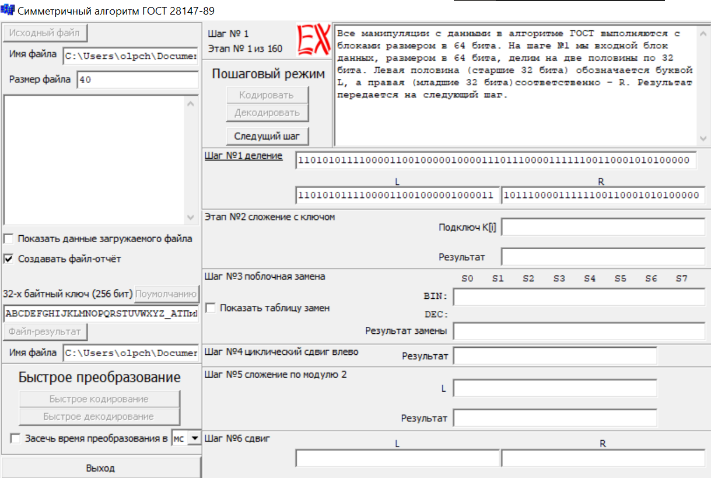 Симметричный алгоритм ГОСТ 28147-89
Исходный файл
Имя файла C:\Users\olpch\Documen
Размер файла 40
Показать данные загружаемого файла
Создавать файл-отчёт
32-х байтный ключ (256 бит) Поумолчанию
ABCDEFGHIJKLMNOPQRSTUVWXYZ
Файл-результат
Имя файла C:\Users\olpch\Documen
Быстрое преобразование
Быстрое кодирование
Быстрое декодирование
Засечь время преобразования в мс
Выход
Шаг № 1
Этап № 1 из 160
EX
Пошаговый режим
Кодировать
Декодировать
Следущий шаг
Все манипуляции с данными в алгоритме ГОСТ выполняются с
блоками размером в 64 бита. На шаге №1 мы входной блок
данных, размером в 64 бита, делим на две половины по 32
бита. Левая половина (старшие 32 бита) обозначается буквой
L, а правая (младшие 32 бита)соответственно - R. Результат
передается на следующий шаг.
Шаг №1 деление 1101010111100001100100000100001110111000011111100110001010100000
L R
11010101111000011001000001000011 10111000011111100110001010100000
Этап №2 сложение с ключом
Подключ K[i]
Результат
Шаг №3 поблочная замена S0 S1 S2 S3 S4 S5 S6 S7
BIN:
Показать таблицу замен
DEC:
Результат замены
Шаг №4 циклический сдвиг влево Результат
Шаг №5 сложение по модулю 2
L
Результат
Шаг №6 сдвиг L R